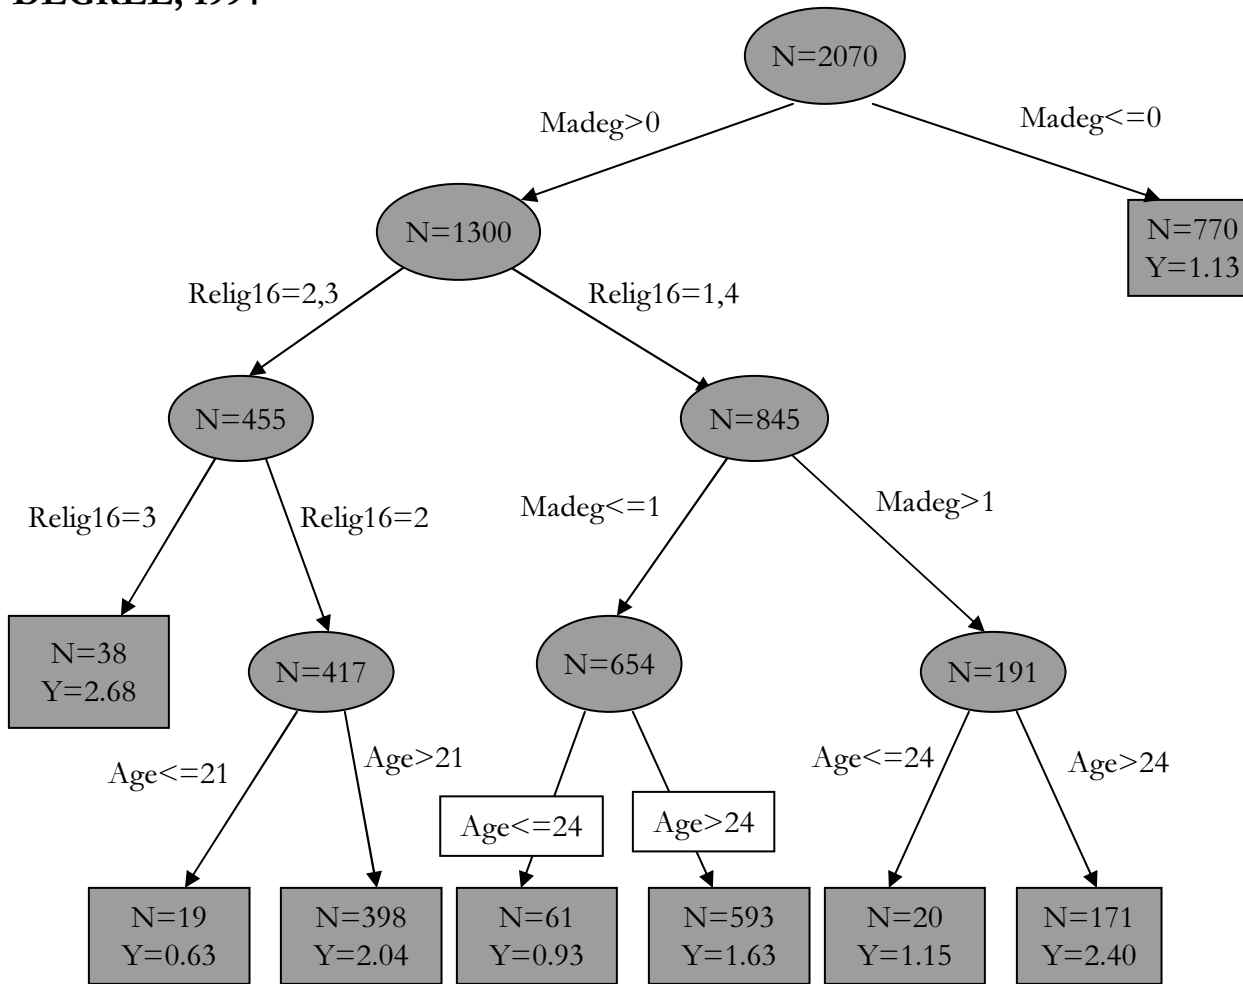 DEGREE, 1994
N=2070
Madeg>0
Madeg<=0
N=1300
N=770
Y=1.13
Relig16=2,3
Relig16=1,4
N=455
N=845
Relig16=3
Relig16=2
Madeg<=1
Madeg>1
N=38
Y=2.68
N=417
N=654
N=191
Age<=21
Age>21
Age<=24
Age>24
Age<=24
Age>24
N=19
Y=0.63
N=398
Y=2.04
N=61
Y=0.93
N=593
Y=1.63
N=20
Y=1.15
N=171
Y=2.40